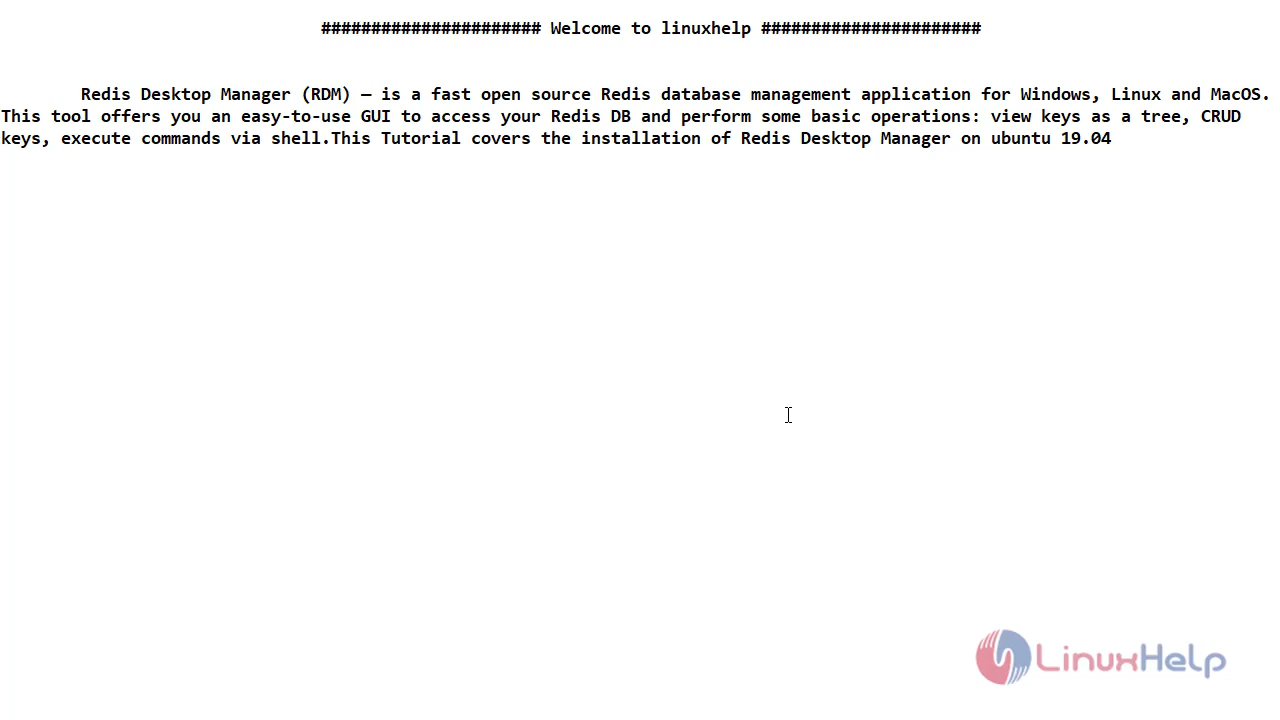 ###################### Welcome to linuxhelp ######################
Redis Desktop Manager (RDM) — is a fast open source Redis database management application for Windows, Linux and MacOS.
This tool offers you an easy-to-use GUI to access your Redis DB and perform some basic operations: view keys as a tree, CRUD
keys, execute commands via shell.This Tutorial covers the installation of Redis Desktop Manager on ubuntu 19.04
LinuxHelp